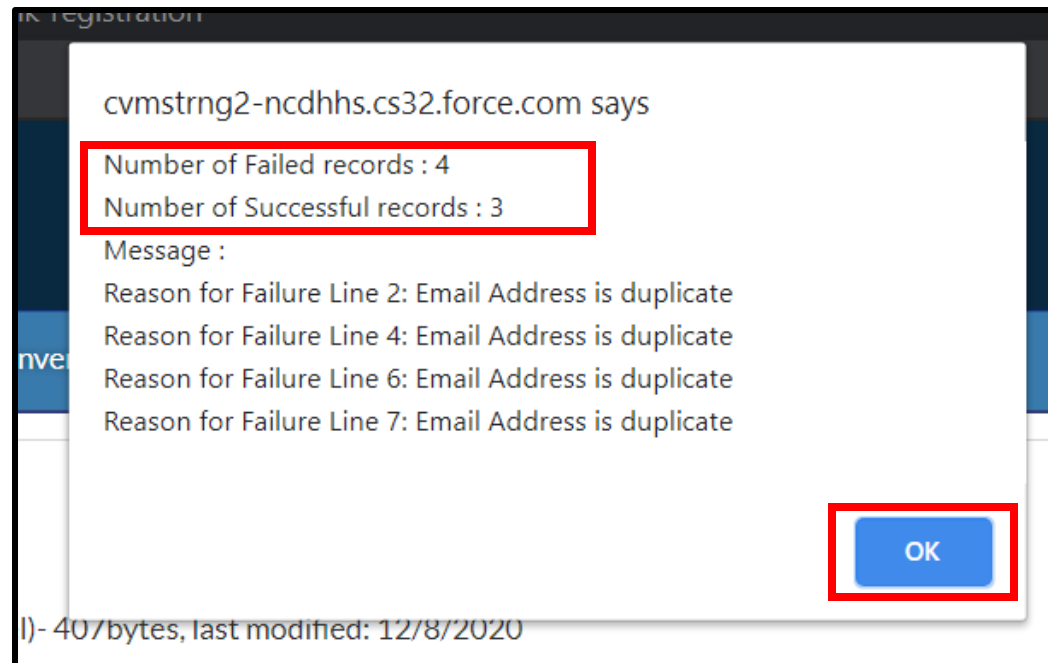 registration
cvmstrng2-ncdhhs.cs32.force.com says
Number of Failed records : 4
Number of Successful records : 3
Message :
Reason for Failure Line 2: Email Address is duplicate
Reason for Failure Line 4: Email Address is duplicate
nve
Reason for Failure Line 6: Email Address is duplicate
Reason for Failure Line 7: Email Address is duplicate
OK
l)- 407bytes, last modified: 12/8/2020